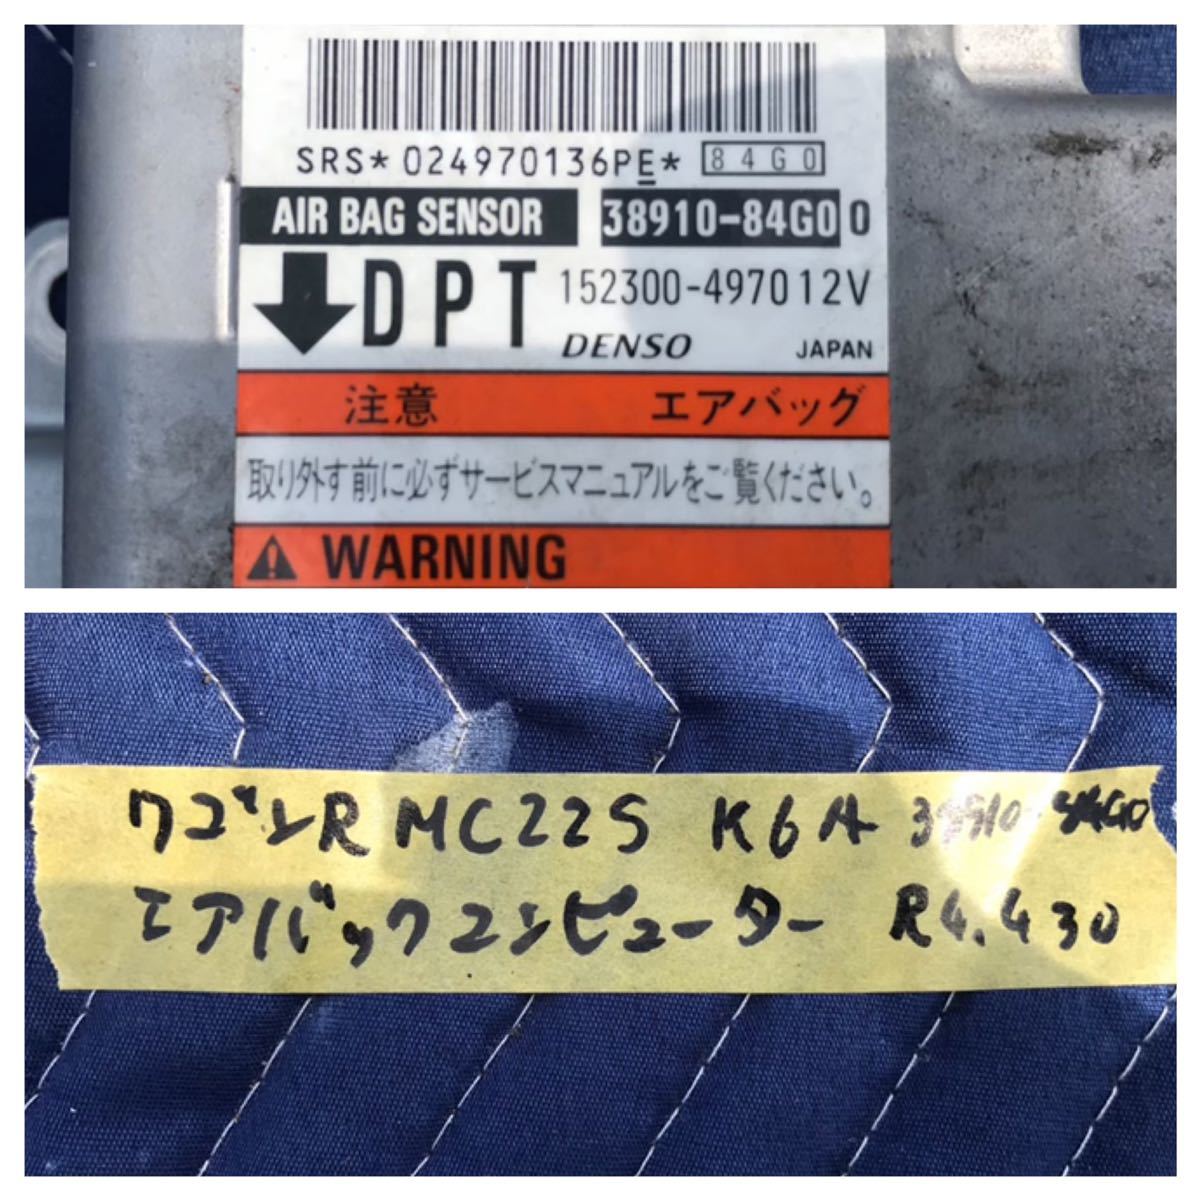 SRS*024970136PE* 84G0
AIR BAG SENSOR 38910-84G0 0
DPT 152300-4970 12V
DENSO JAPAN
注意 エアバッグ
取り外す前に必ずサービスマニュアルをご覧ください。
WARNING
ワゴンR MC22S K6A 38910-84G0
エアバックコンピューター R4.430